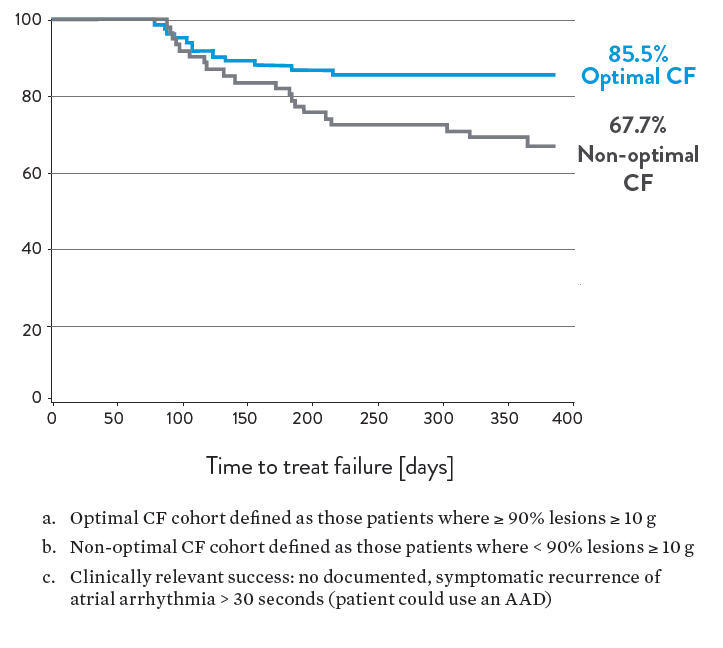 100
80
60
40
20
0
0 50 100 150 200 250 300 350 400
85.5%
Optimal CF
67.7%
Non-optimal
CF
Time to treat failure [days]
a. Optimal CF cohort defined as those patients where ≥ 90% lesions ≥ 10 g
b. Non-optimal CF cohort defined as those patients where < 90% lesions ≥ 10 g
c. Clinically relevant success: no documented, symptomatic recurrence of
atrial arrhythmia > 30 seconds (patient could use an AAD)